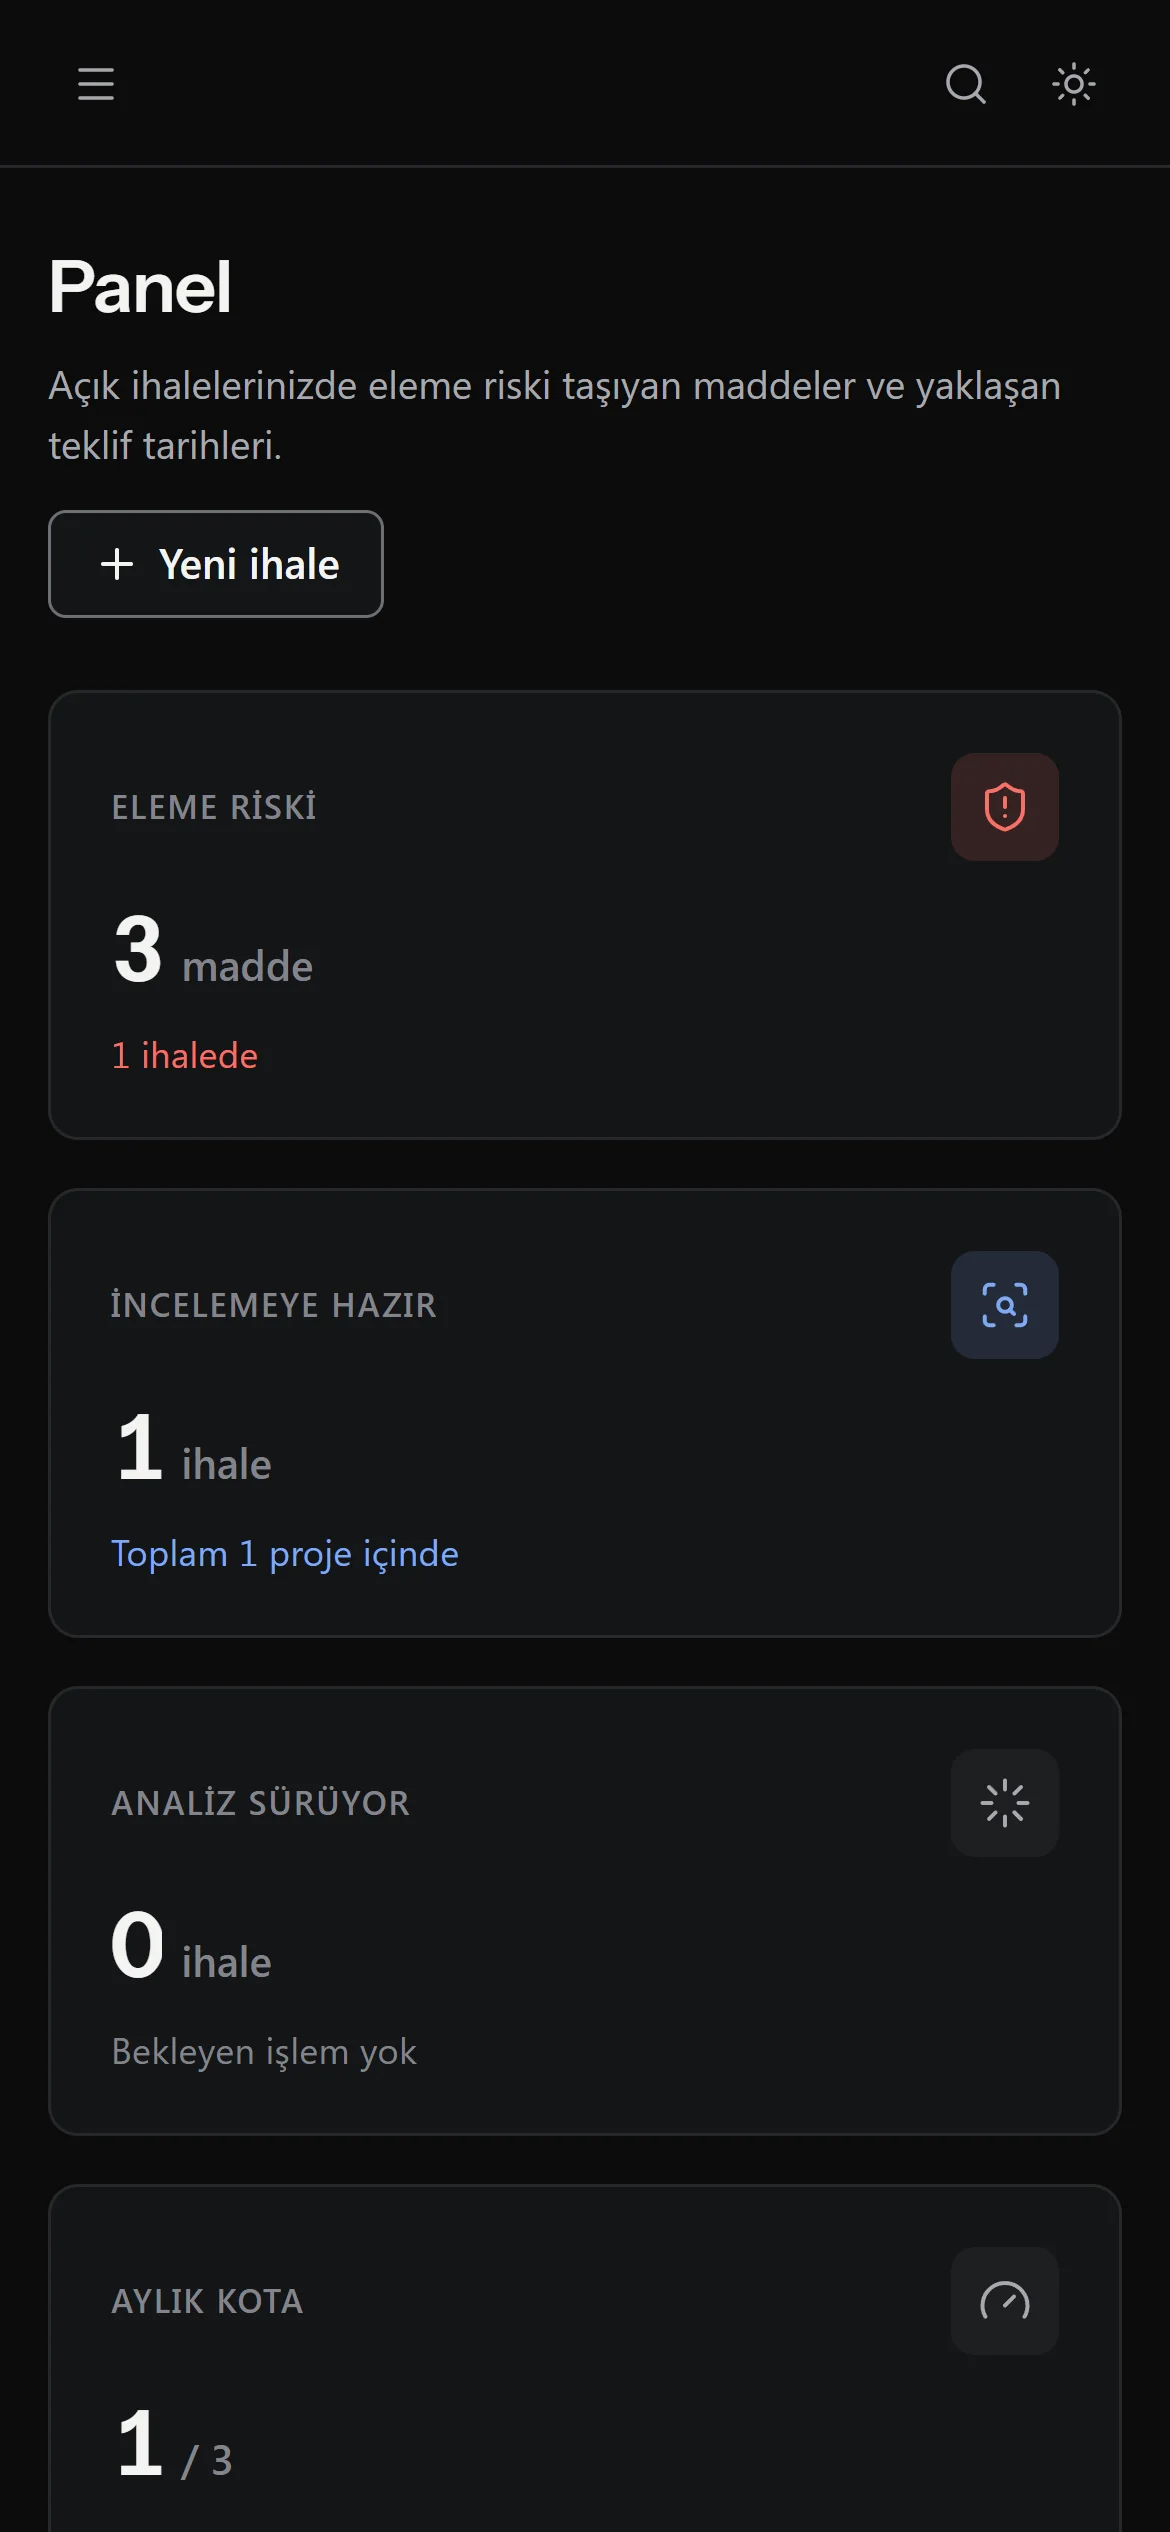 Panel
Açık ihalelerinizde eleme riski taşıyan maddeler ve yaklaşan
teklif tarihleri.
+ Yeni ihale
ELEME RİSKİ
3 madde
1 ihalede
İNCELEMEYE HAZIR
1 ihale
Toplam 1 proje içinde
ANALİZ SÜRÜYOR
0 ihale
Bekleyen işlem yok
AYLIK KOTA
1 / 3